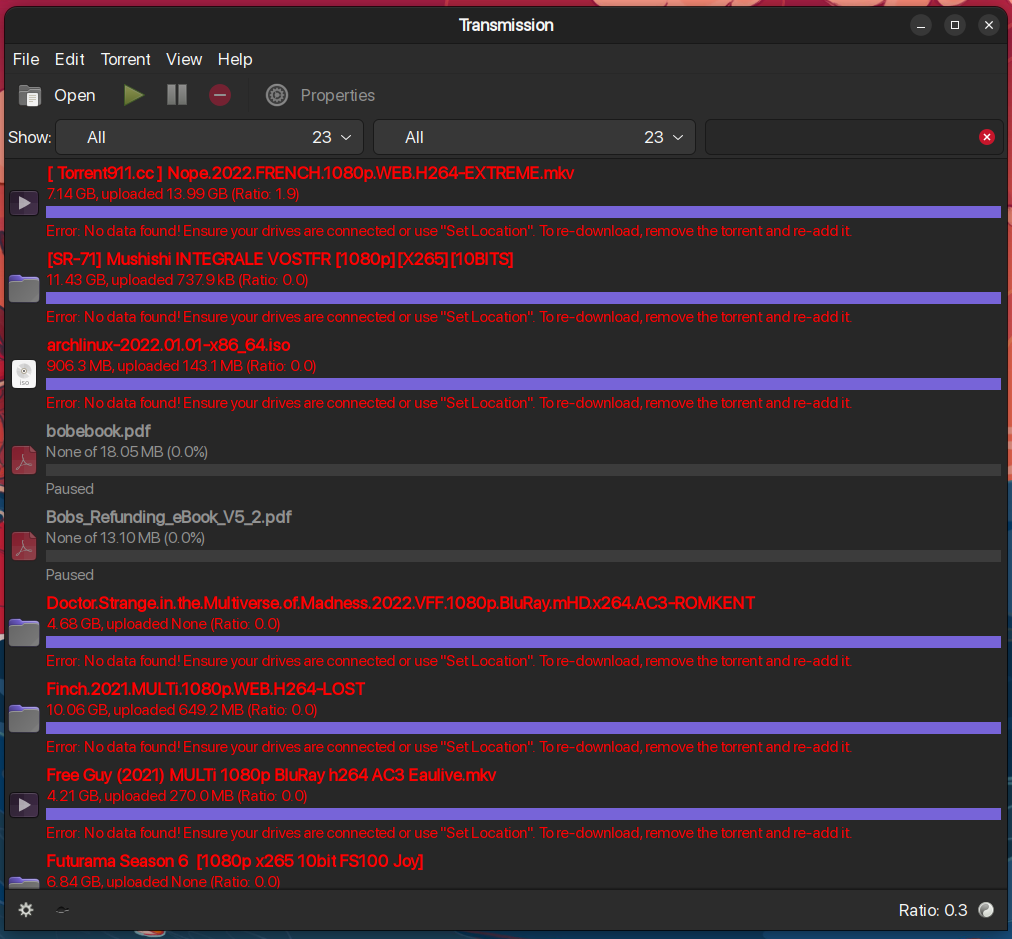 Transmission
File Edit Torrent View Help
Open Properties
Show: All 23 All 23
[ Torrent911.cc ] Nope.2022.FRENCH.1080p.WEB.H264-EXTREME.mkv
7.14 GB, uploaded 13.99 GB (Ratio: 1.9)
Error: No data found! Ensure your drives are connected or use "Set Location". To re-download, remove the torrent and re-add it.
[SR-71] Mushishi INTEGRALE VOSTFR [1080p][X265][10BITS]
11.43 GB, uploaded 737.9 kB (Ratio: 0.0)
Error: No data found! Ensure your drives are connected or use "Set Location". To re-download, remove the torrent and re-add it.
archlinux-2022.01.01-x86_64.iso
906.3 MB, uploaded 143.1 MB (Ratio: 0.0)
Error: No data found! Ensure your drives are connected or use "Set Location". To re-download, remove the torrent and re-add it.
bobebook.pdf
None of 18.05 MB (0.0%)
Paused
Bobs_Refunding_eBook_V5_2.pdf
None of 13.10 MB (0.0%)
Paused
Doctor.Strange.in.the.Multiverse.of.Madness.2022.VFF.1080p.BluRay.mHD.x264.AC3-ROMKENT
4.68 GB, uploaded None (Ratio: 0.0)
Error: No data found! Ensure your drives are connected or use "Set Location". To re-download, remove the torrent and re-add it.
Finch.2021.MULTi.1080p.WEB.H264-LOST
10.06 GB, uploaded 649.2 MB (Ratio: 0.0)
Error: No data found! Ensure your drives are connected or use "Set Location". To re-download, remove the torrent and re-add it.
Free Guy (2021) MULTi 1080p BluRay h264 AC3 Eaulive.mkv
4.21 GB, uploaded 270.0 MB (Ratio: 0.0)
Error: No data found! Ensure your drives are connected or use "Set Location". To re-download, remove the torrent and re-add it.
Futurama Season 6 [1080p x265 10bit FS100 Joy]
6.84 GB, uploaded None (Ratio: 0.0)
Ratio: 0.3